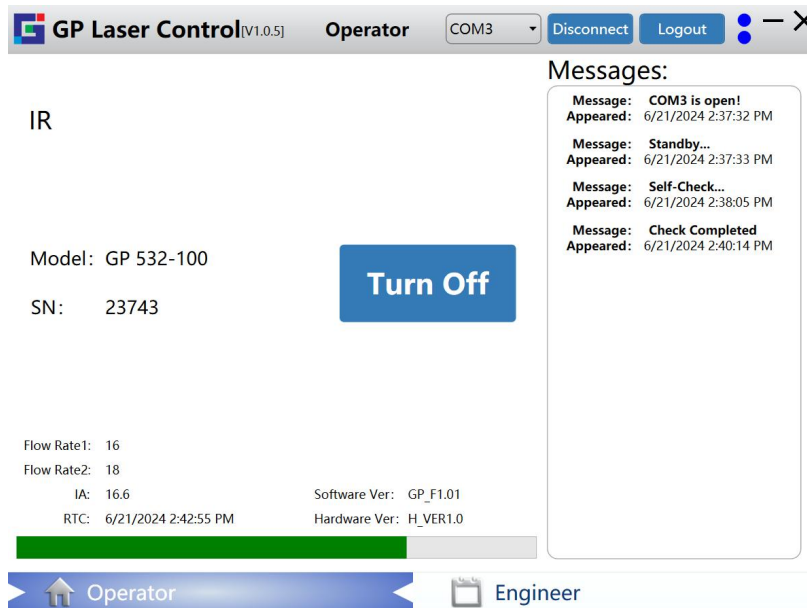 GP Laser Control[V1.0.5] Operator COM3 Disconnect Logout
Messages:
Message: COM3 is open!
Appeared: 6/21/2024 2:37:32 PM
Message: Standby...
Appeared: 6/21/2024 2:37:33 PM
Message: Self-Check...
Appeared: 6/21/2024 2:38:05 PM
Message: Check Completed
Appeared: 6/21/2024 2:40:14 PM
IR
Model: GP 532-100
SN: 23743
Turn Off
Flow Rate1: 16
Flow Rate2: 18
IA: 16.6 Software Ver: GP_F1.01
RTC: 6/21/2024 2:42:55 PM Hardware Ver: H_VER1.0
Operator Engineer